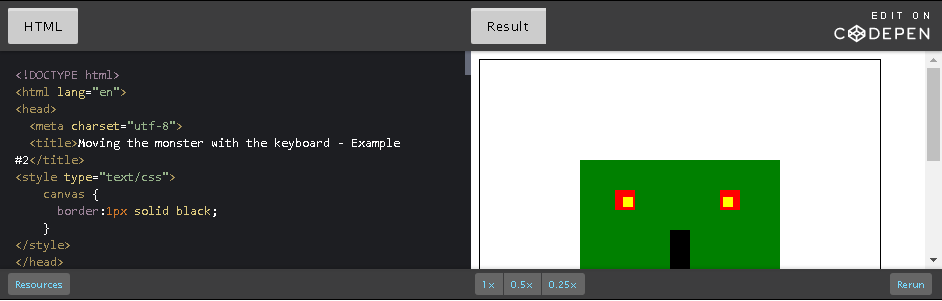 HTML
Result
EDIT ON
CODEPEN
<!DOCTYPE html>
<html lang="en">
<head>
<meta charset="utf-8">
<title>Moving the monster with the keyboard - Example
#2</title>
<style type="text/css">
canvas {
border:1px solid black;
}
</style>
</head>
Resources
1x
0.5x
0.25x
Rerun